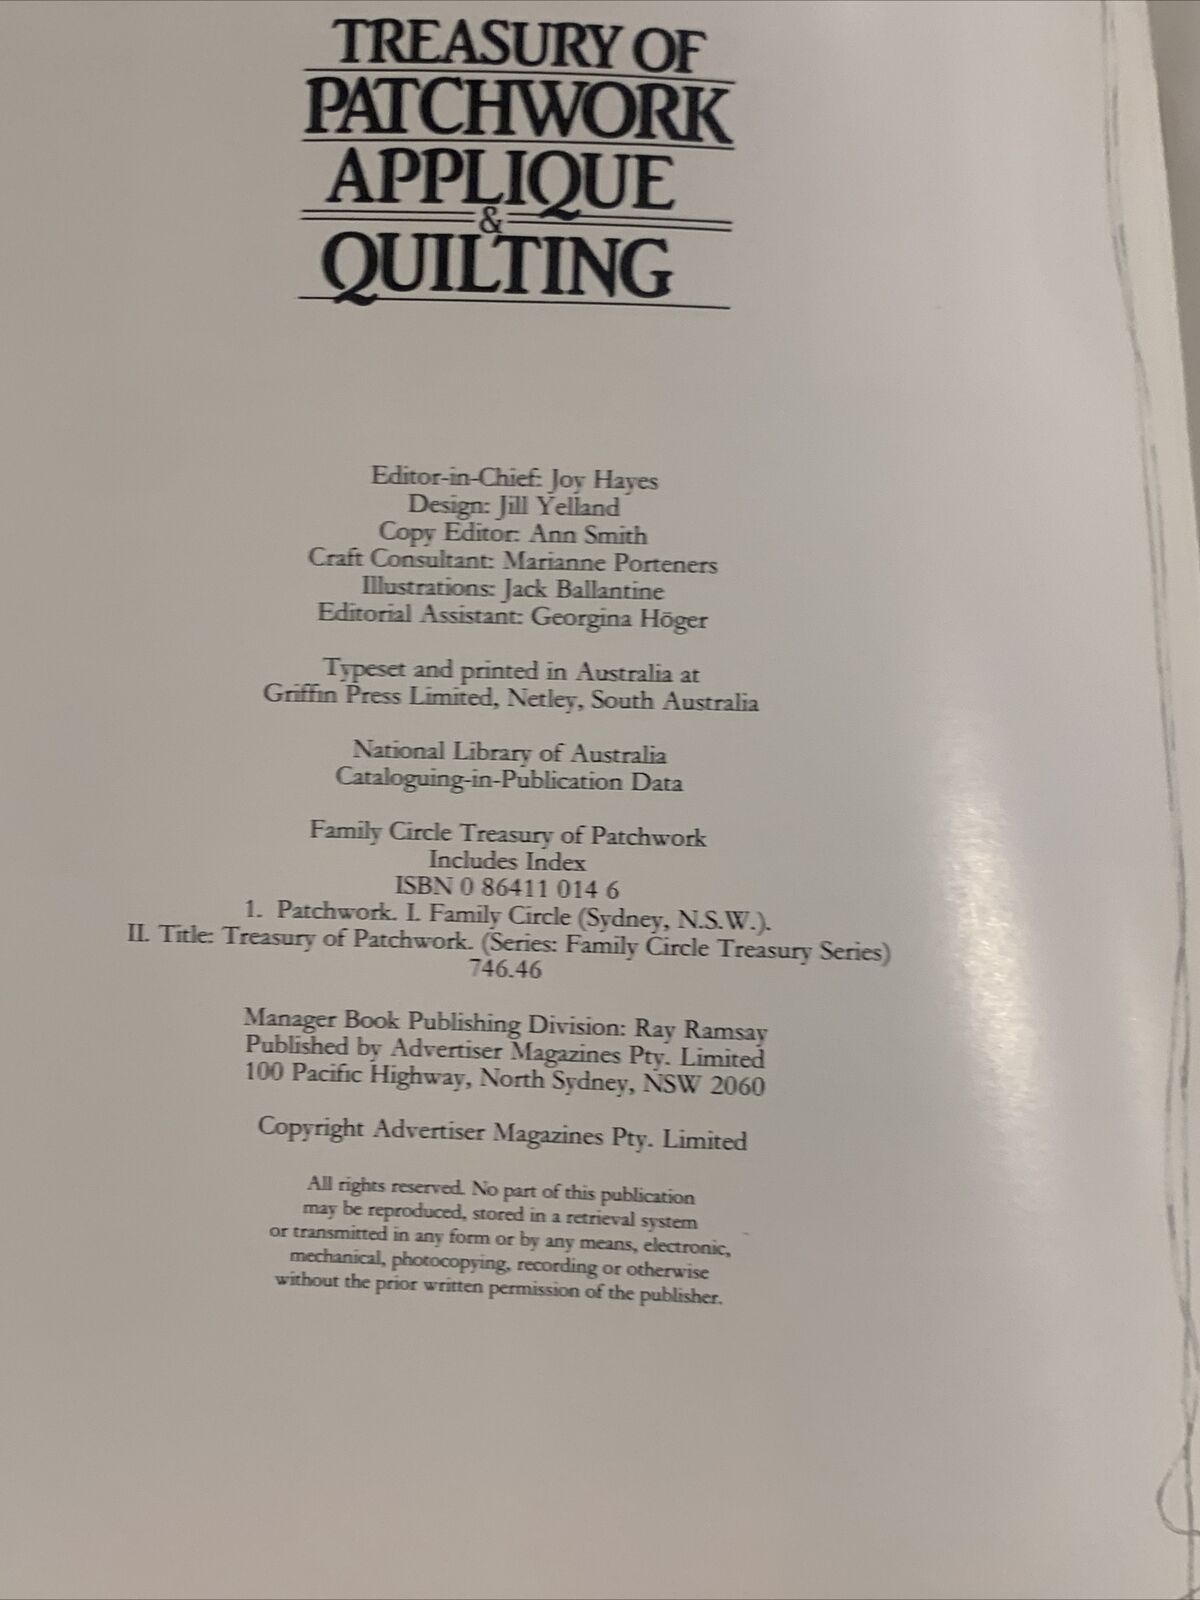 TREASURY OF
PATCHWORK
APPLIQUE
&
QUILTING
Editor-in-Chief: Joy Hayes
Design: Jill Yelland
Copy Editor: Ann Smith
Craft Consultant: Marianne Porteners
Illustrations: Jack Ballantine
Editorial Assistant: Georgina Höger
Typeset and printed in Australia at
Griffin Press Limited, Netley, South Australia
National Library of Australia
Cataloguing-in-Publication Data
Family Circle Treasury of Patchwork
Includes Index
ISBN 0 86411 014 6
1. Patchwork. I. Family Circle (Sydney, N.S.W.).
II. Title: Treasury of Patchwork. (Series: Family Circle Treasury Series)
746.46
Manager Book Publishing Division: Ray Ramsay
Published by Advertiser Magazines Pty. Limited
100 Pacific Highway, North Sydney, NSW 2060
Copyright Advertiser Magazines Pty. Limited
All rights reserved. No part of this publication
may be reproduced, stored in a retrieval system
or transmitted in any form or by any means, electronic,
mechanical, photocopying, recording or otherwise
without the prior written permission of the publisher.